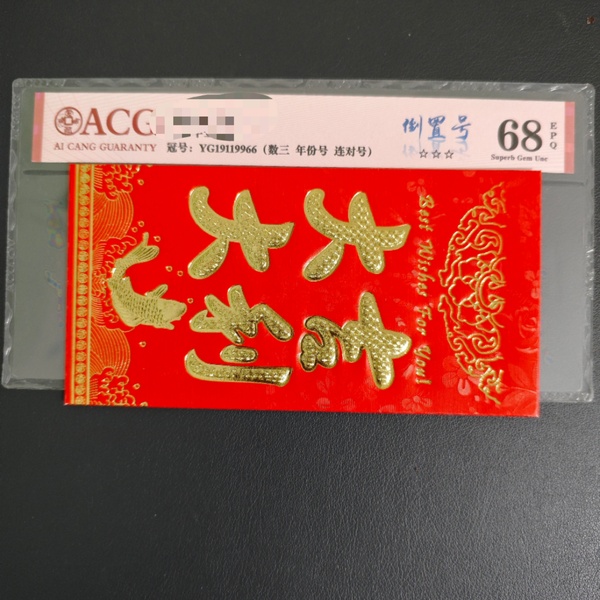 ACG
AI CANG GUARANTY
冠号：YG19119966（数三 年份号 连对号）
倒置号
☆☆☆
68
EPQ
Superb Gem Unc
Best Wishes For You!
大吉
大利